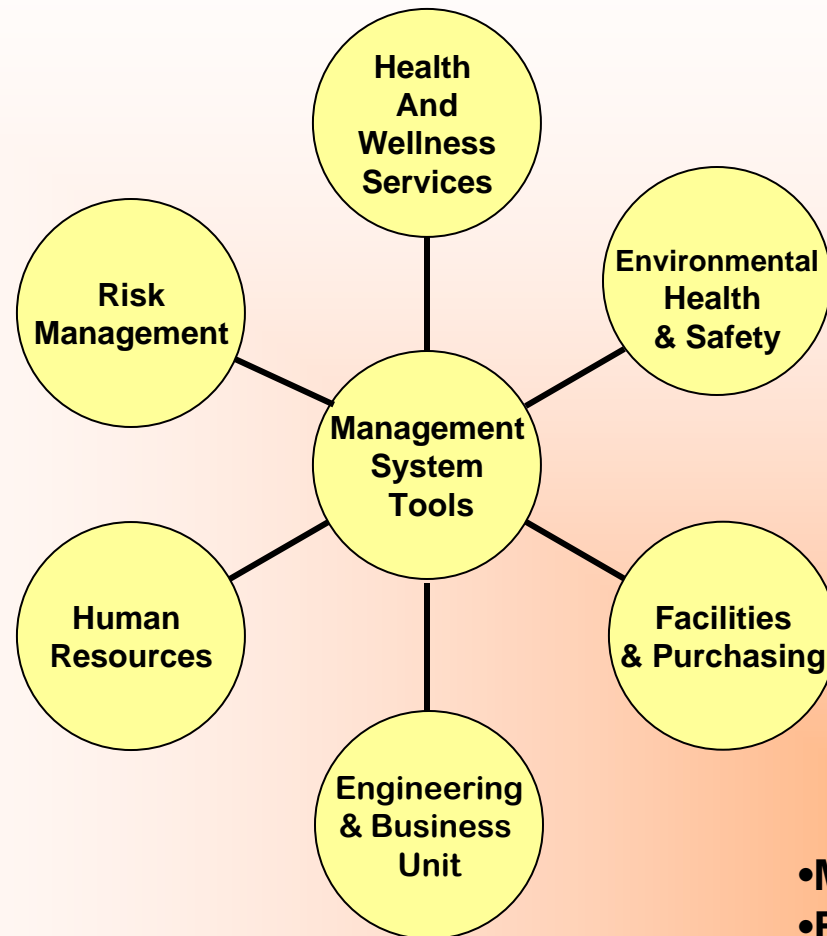 Health
And
Wellness
Services
Environmental
Health
& Safety
Risk
Management
Management
System
Tools
Human
Resources
Facilities
& Purchasing
Engineering
& Business
Unit